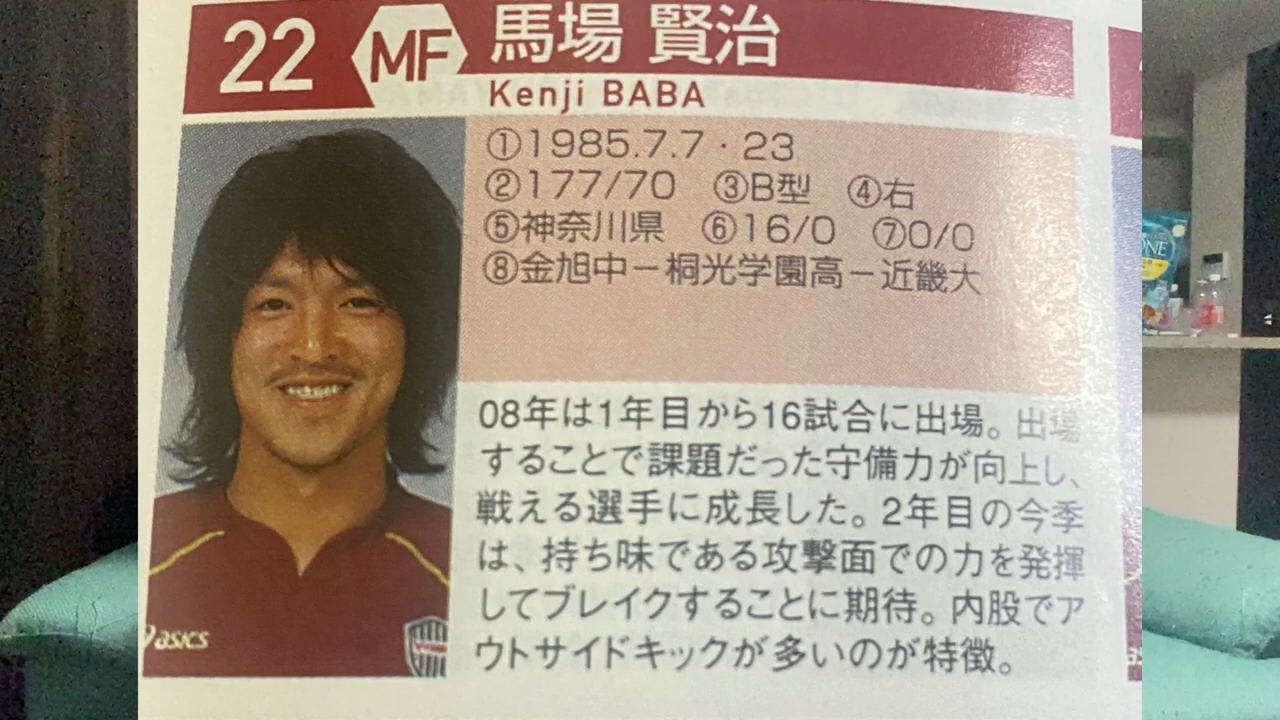 22 MF 馬場 賢治
Kenji BABA
①1985.7.7・23
②177/70 ③B型 ④右
⑤神奈川県 ⑥16/0 ⑦0/0
⑧金旭中－桐光学園高－近畿大
08年は1年目から16試合に出場。出場
することで課題だった守備力が向上し、
戦える選手に成長した。2年目の今季
は、持ち味である攻撃面での力を発揮
してブレイクすることに期待。内股でア
ウトサイドキックが多いのが特徴。
asics
ONE